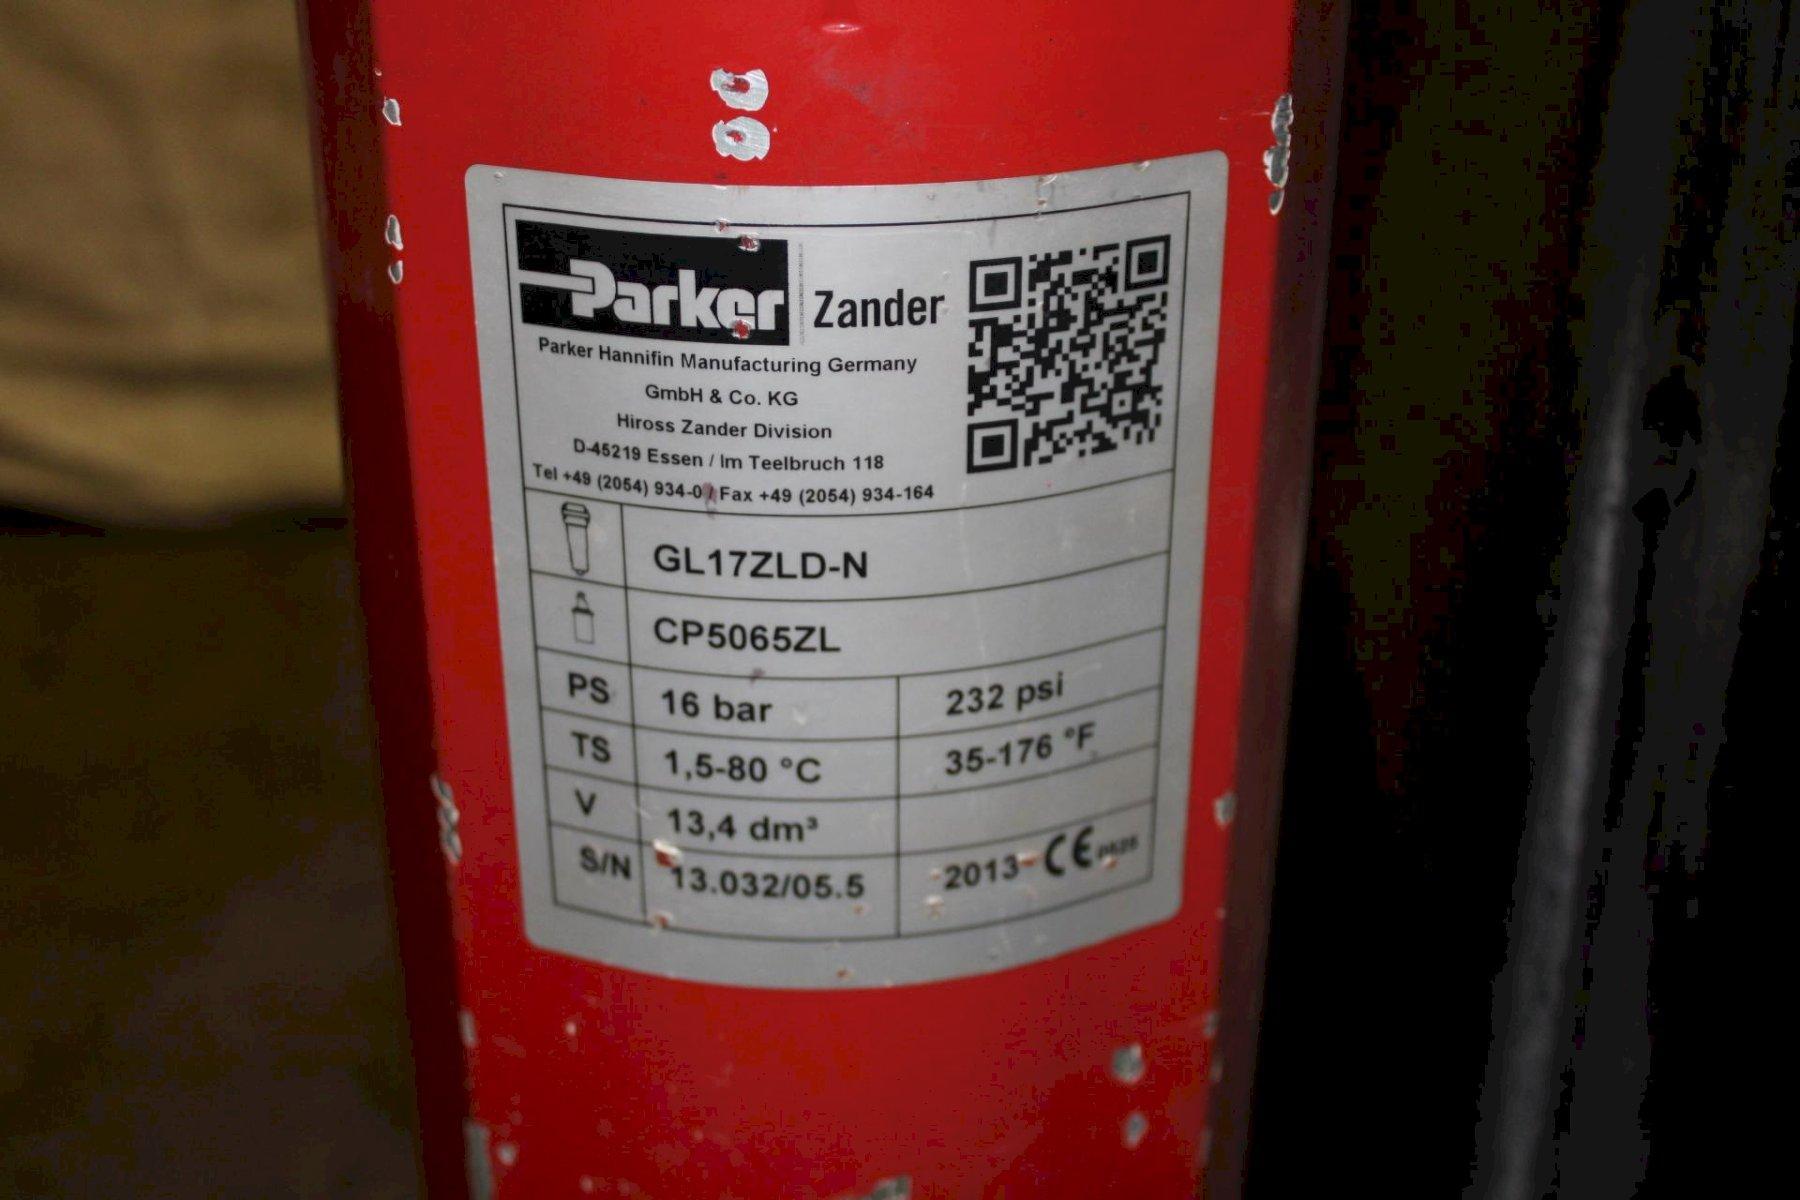 Parker Zander
Parker Hannifin Manufacturing Germany
GmbH & Co. KG
Hiross Zander Division
D-45219 Essen / Im Teelbruch 118
Tel +49 (2054) 934-0 / Fax +49 (2054) 934-164
GL17ZLD-N
CP5065ZL
PS 16 bar 232 psi
TS 1,5-80 °C 35-176 °F
V 13,4 dm³
S/N 13.032/05.5 2013 CE